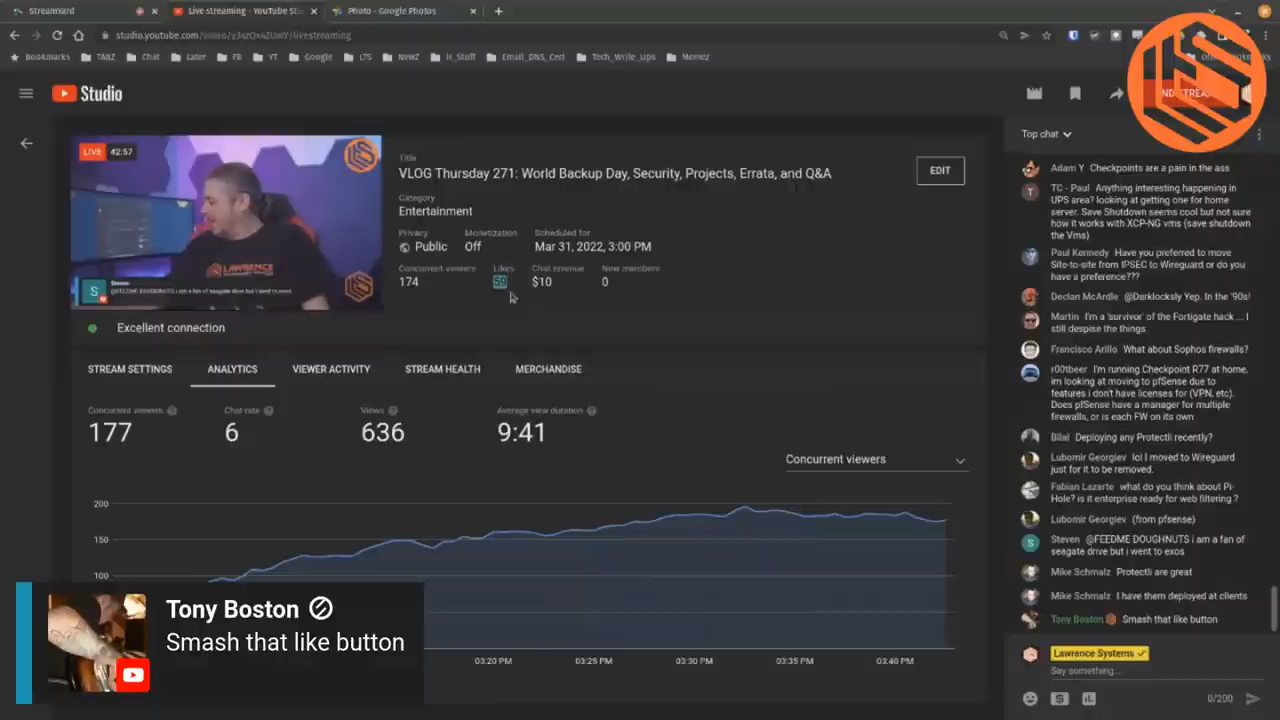 StreamYard
Live streaming - YouTube St
Photo - Google Photos
studio.youtube.com/video/
/livestreaming
Bookmarks TABZ Chat Later FB YT Google LTS NewZ H_Stuff Email_DNS_Cert Tech_Write_Ups Memez
Studio
LIVE 42:57
LAWRENCE
Steven
@FEEDME DOUGHNUTS i am a fan of seagate drive but i went to exos
Title
VLOG Thursday 271: World Backup Day, Security, Projects, Errata, and Q&A
EDIT
Category
Entertainment
Privacy Monetization Scheduled for
Public Off Mar 31, 2022, 3:00 PM
Concurrent viewers Likes Chat revenue New members
174 59 $10 0
Excellent connection
STREAM SETTINGS ANALYTICS VIEWER ACTIVITY STREAM HEALTH MERCHANDISE
Concurrent viewers Chat rate Views Average view duration
177 6 636 9:41
Concurrent viewers
200
150
100
03:20 PM 03:25 PM 03:30 PM 03:35 PM 03:40 PM
Tony Boston
Smash that like button
Top chat
Adam Y Checkpoints are a pain in the ass
TC - Paul Anything interesting happening in
UPS area? looking at getting one for home
server. Save Shutdown seems cool but not sure
how it works with XCP-NG vms (save shutdown
the Vms)
Paul Kennedy Have you preferred to move
Site-to-site from IPSEC to Wireguard or do you
have a preference???
Declan McArdle @Darklocksly Yep. In the '90s!
Martin I'm a 'survivor' of the Fortigate hack ... I
still despise the things
Francisco Arillo What about Sophos firewalls?
r00tbeer I'm running Checkpoint R77 at home,
im looking at moving to pfSense due to
features i don't have licenses for (VPN, etc).
Does pfSense have a manager for multiple
firewalls, or is each FW on its own
Bilal Deploying any Protectli recently?
Lubomir Georgiev lol I moved to Wireguard
just for it to be removed.
Fabian Lazarte what do you think about Pi-
Hole? is it enterprise ready for web filtering ?
Lubomir Georgiev (from pfsense)
Steven @FEEDME DOUGHNUTS i am a fan of
seagate drive but i went to exos
Mike Schmalz Protectli are great
Mike Schmalz I have them deployed at clients
Tony Boston Smash that like button
Lawrence Systems
Say something...
0/200